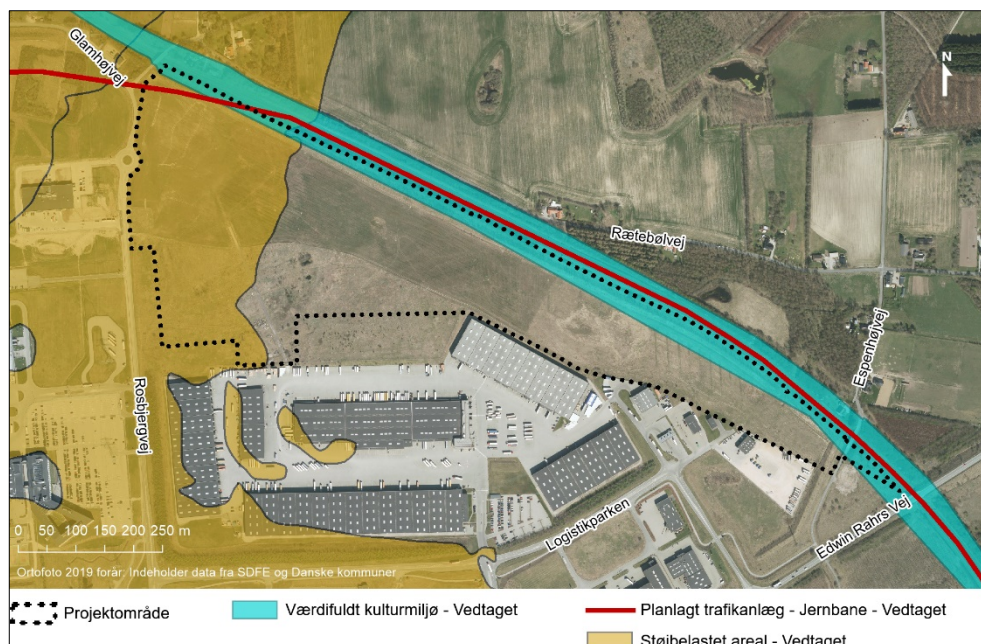 Glamhøjvej
N
Rætebølvej
Espenhøjvej
Rosbjergvej
Logistikparken
Edwin Rahrs Vej
0 50 100 150 200 250 m
Ortofoto 2019 forår: Indeholder data fra SDFE og Danske kommuner
Projektområde
Værdifuldt kulturmiljø - Vedtaget
Planlagt trafikanlæg - Jernbane - Vedtaget
Støjbelastet areal - Vedtaget